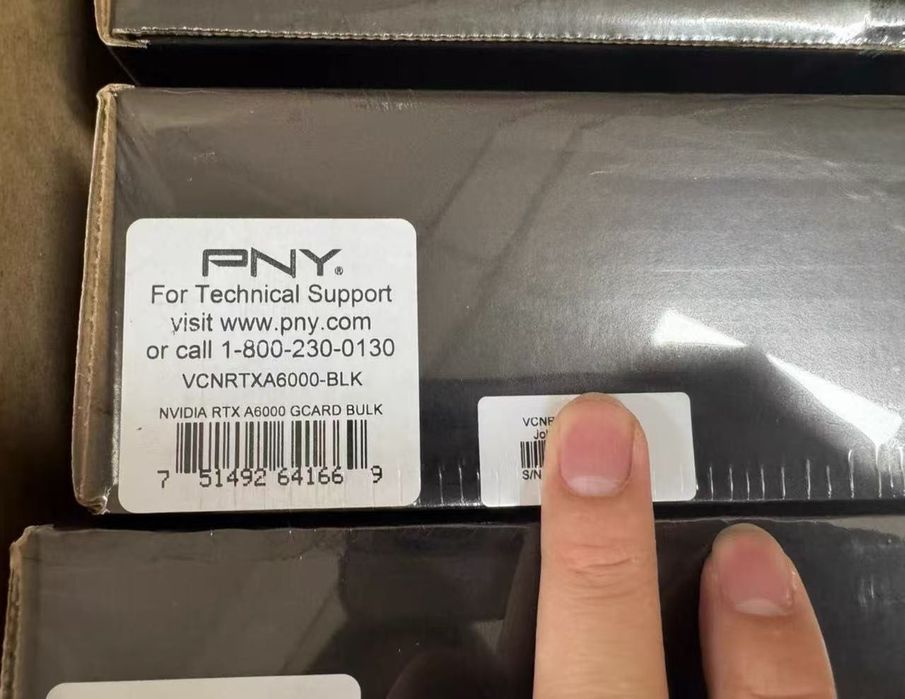 PNY®
For Technical Support
visit www.pny.com
or call 1-800-230-0130
VCNRTXA6000-BLK
NVIDIA RTX A6000 GCARD BULK
7 51492 64166 9
S/N